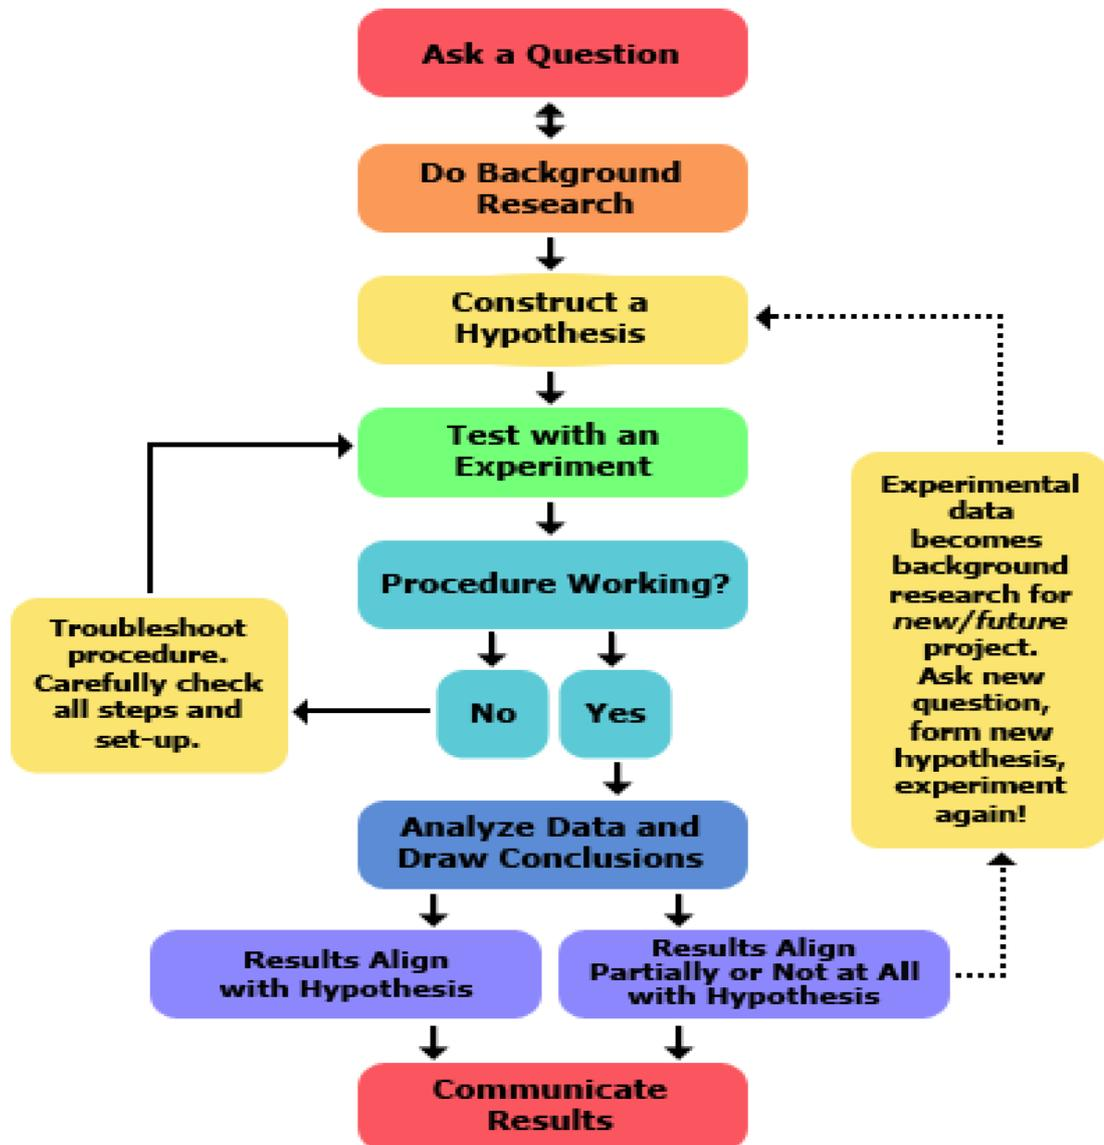 Ask a Question
Do Background
Research
Construct a
Hypothesis
Test with an
Experiment
Procedure Working?
No
Yes
Troubleshoot
procedure.
Carefully check
all steps and
set-up.
Experimental
data
becomes
background
research for
new/future
project.
Ask new
question,
form new
hypothesis,
experiment
again!
Analyze Data and
Draw Conclusions
Results Align
with Hypothesis
Results Align
Partially or Not at All
with Hypothesis
Communicate
Results